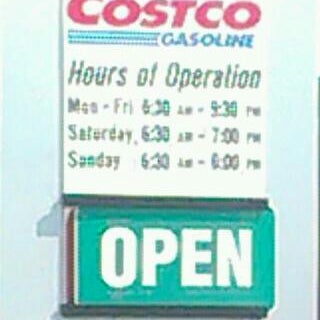 COSTCO
GASOLINE
Hours of Operation
Mon - Fri 6:30 AM - 9:30 PM
Saturday, 6:30 AM - 7:00 PM
Sunday 6:30 AM - 6:00 PM
OPEN